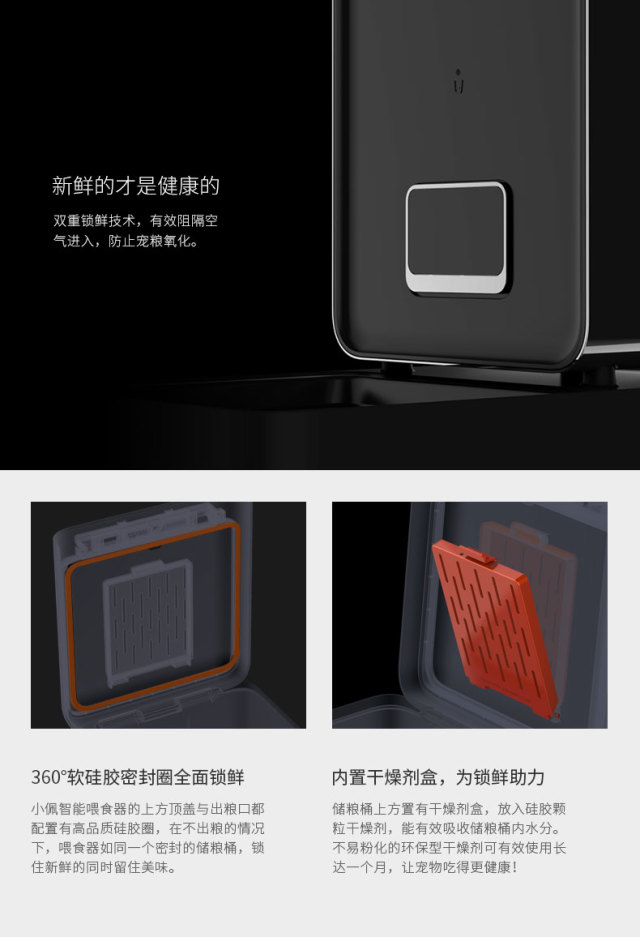 新鲜的才是健康的
双重锁鲜技术，有效阻隔空
气进入，防止宠粮氧化。
360°软硅胶密封圈全面锁鲜
小佩智能喂食器的上方顶盖与出粮口都
配置有高品质硅胶圈，在不出粮的情况
下，喂食器如同一个密封的储粮桶，锁
住新鲜的同时留住美味。
内置干燥剂盒，为锁鲜助力
储粮桶上方置有干燥剂盒，放入硅胶颗
粒干燥剂，能有效吸收储粮桶内水分。
不易粉化的环保型干燥剂可有效使用长
达一个月，让宠物吃得更健康！